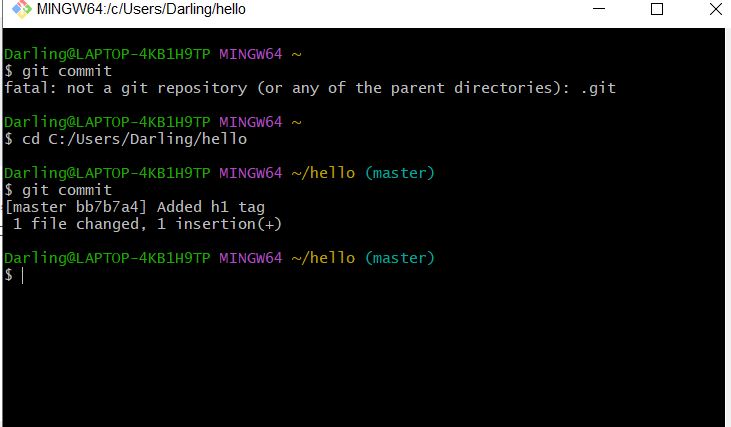 MINGW64:/c/Users/Darling/hello
Darling@LAPTOP-4KB1H9TP MINGW64 ~
$ git commit
fatal: not a git repository (or any of the parent directories): .git
Darling@LAPTOP-4KB1H9TP MINGW64 ~
$ cd C:/Users/Darling/hello
Darling@LAPTOP-4KB1H9TP MINGW64 ~/hello (master)
$ git commit
[master bb7b7a4] Added h1 tag
 1 file changed, 1 insertion(+)
Darling@LAPTOP-4KB1H9TP MINGW64 ~/hello (master)
$